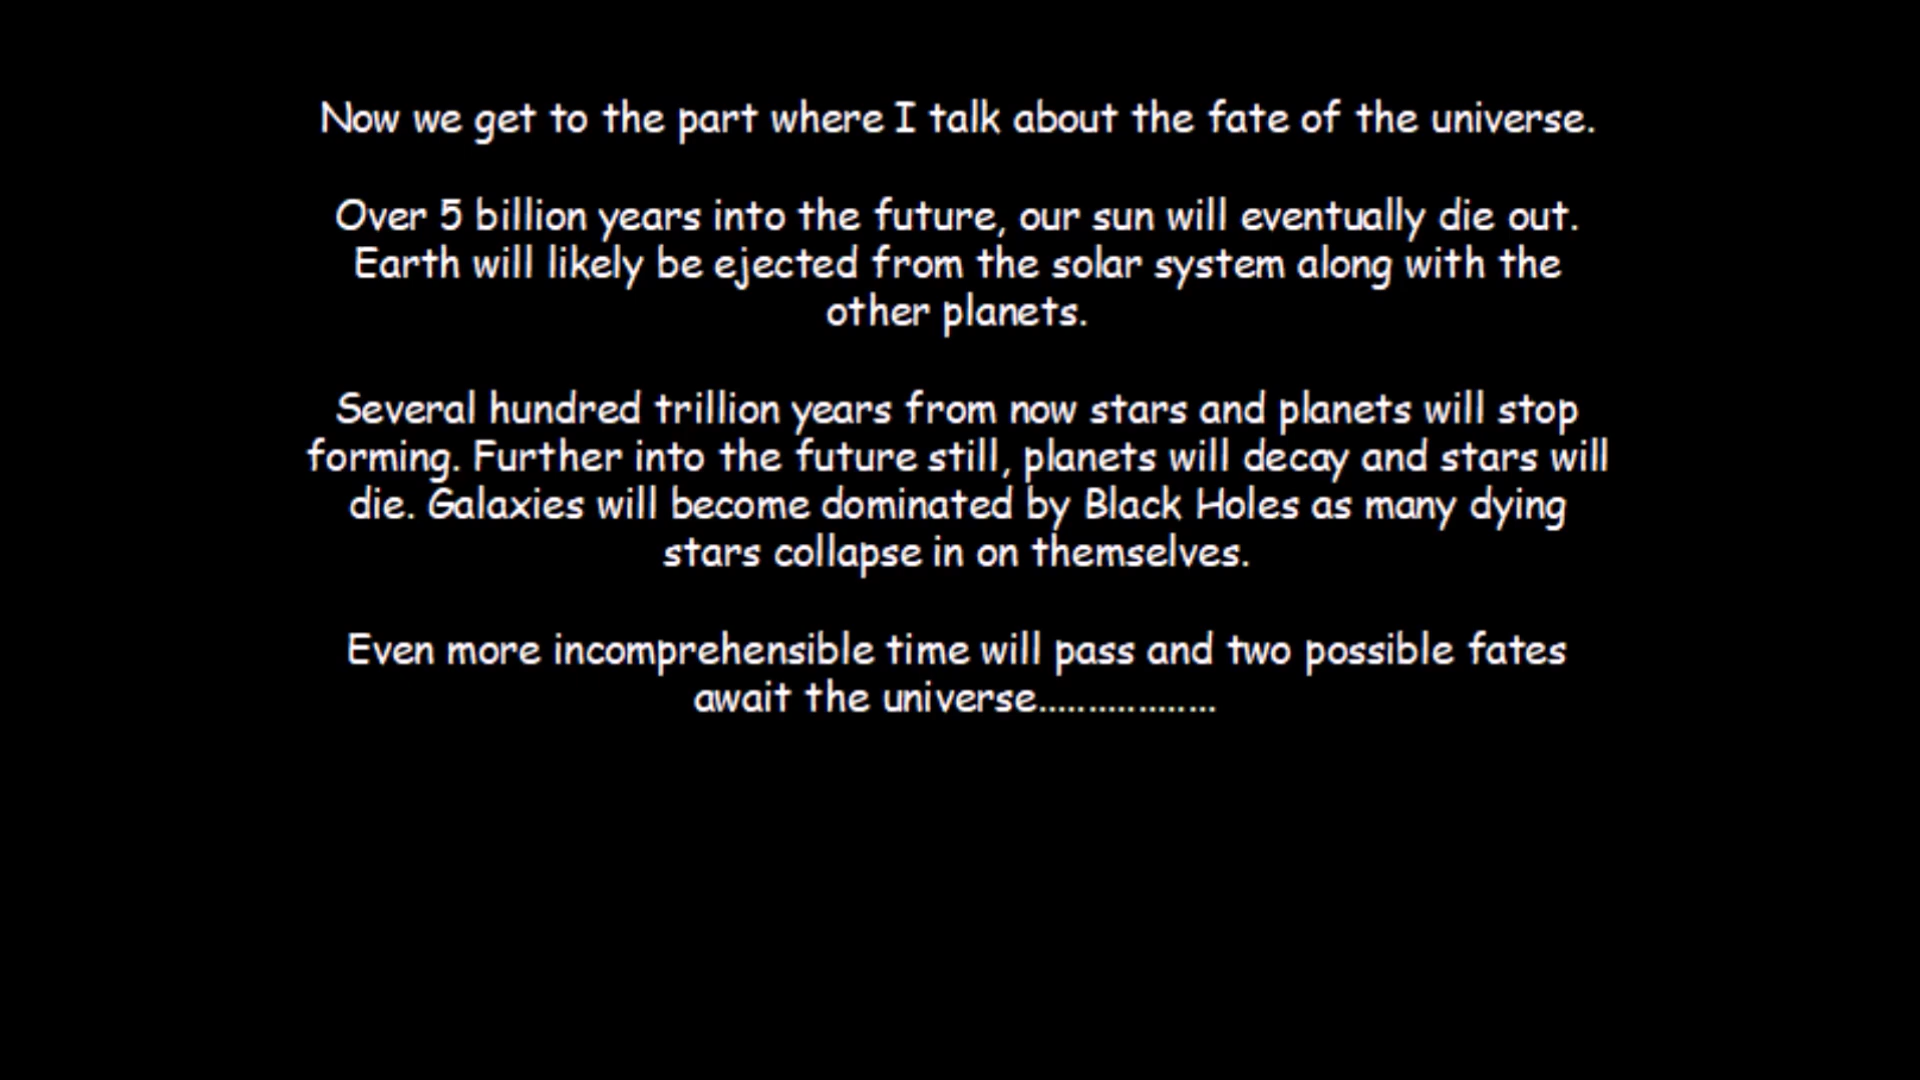 Now we get to the part where I talk about the fate of the universe.
Over 5 billion years into the future, our sun will eventually die out.
Earth will likely be ejected from the solar system along with the
other planets.
Several hundred trillion years from now stars and planets will stop
forming. Further into the future still, planets will decay and stars will
die. Galaxies will become dominated by Black Holes as many dying
stars collapse in on themselves.
Even more incomprehensible time will pass and two possible fates
await the universe..................